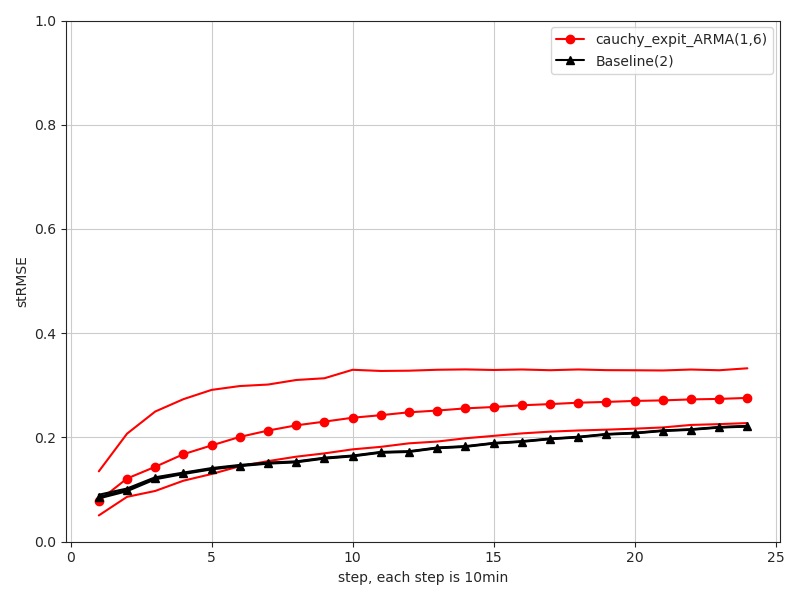 cauchy_expit_ARMA(1,6)
Baseline(2)
stRMSE
1.0
0.8
0.6
0.4
0.2
0.0
0 5 10 15 20 25
step, each step is 10min